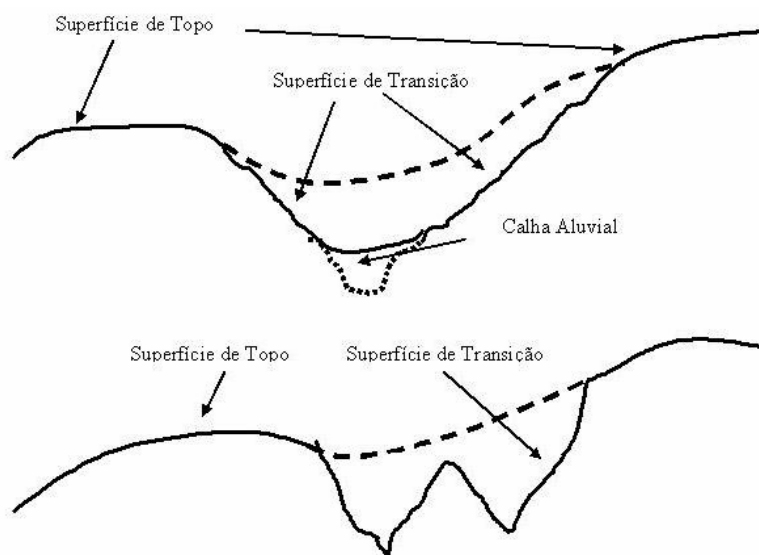 Superfície de Topo
Superfície de Transição
Calha Aluvial
Superfície de Topo
Superfície de Transição